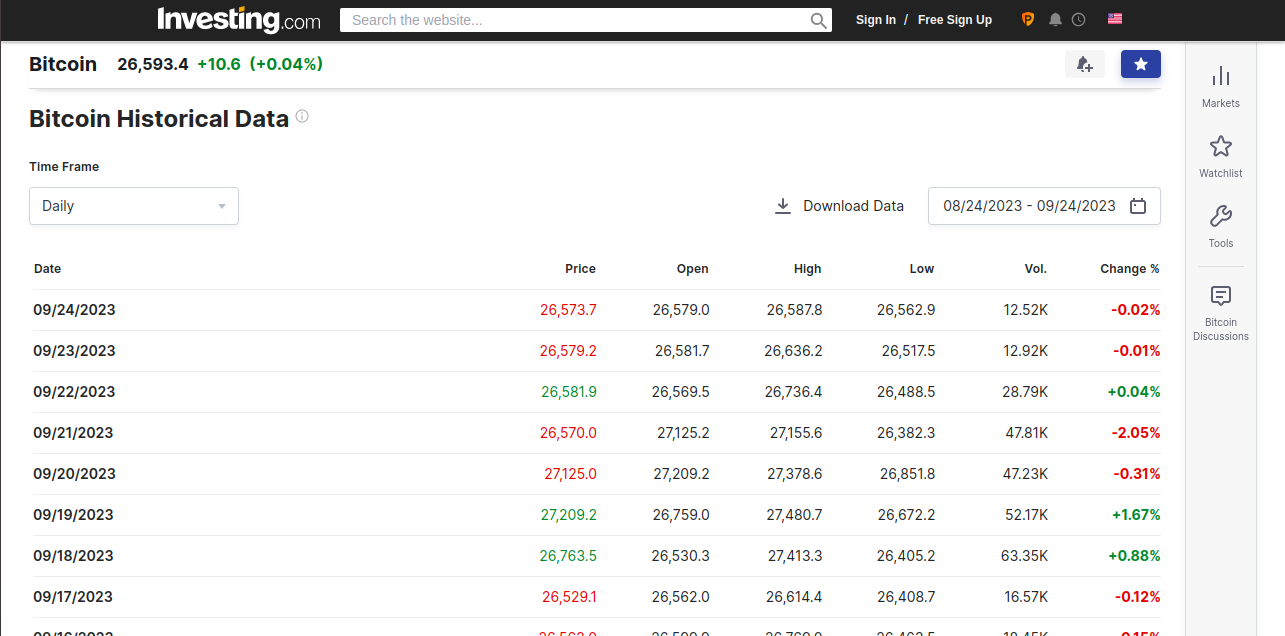 Investing.com Search the website... Sign In / Free Sign Up
Bitcoin 26,593.4 +10.6 (+0.04%)
Bitcoin Historical Data
Time Frame
Daily Download Data 08/24/2023 - 09/24/2023
Date Price Open High Low Vol. Change %
09/24/2023 26,573.7 26,579.0 26,587.8 26,562.9 12.52K -0.02%
09/23/2023 26,579.2 26,581.7 26,636.2 26,517.5 12.92K -0.01%
09/22/2023 26,581.9 26,569.5 26,736.4 26,488.5 28.79K +0.04%
09/21/2023 26,570.0 27,125.2 27,155.6 26,382.3 47.81K -2.05%
09/20/2023 27,125.0 27,209.2 27,378.6 26,851.8 47.23K -0.31%
09/19/2023 27,209.2 26,759.0 27,480.7 26,672.2 52.17K +1.67%
09/18/2023 26,763.5 26,530.3 27,413.3 26,405.2 63.35K +0.88%
09/17/2023 26,529.1 26,562.0 26,614.4 26,408.7 16.57K -0.12%
Markets
Watchlist
Tools
Bitcoin
Discussions